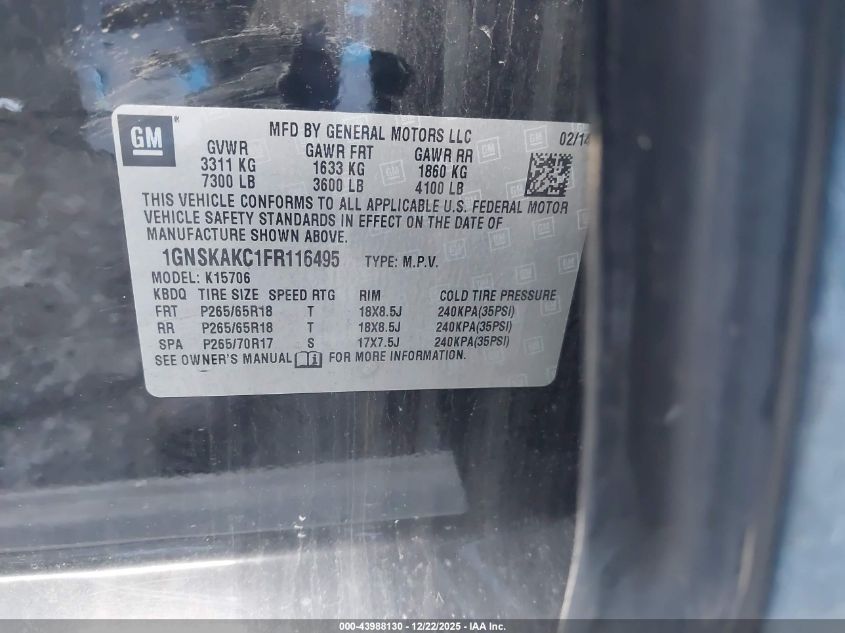 GM
MFD BY GENERAL MOTORS LLC 02/14
GVWR GAWR FRT GAWR RR
3311 KG 1633 KG 1860 KG
7300 LB 3600 LB 4100 LB
THIS VEHICLE CONFORMS TO ALL APPLICABLE U.S. FEDERAL MOTOR
VEHICLE SAFETY STANDARDS IN EFFECT ON THE DATE OF
MANUFACTURE SHOWN ABOVE.
1GNSKAKC1FR116495 TYPE: M.P.V.
MODEL: K15706
KBDQ TIRE SIZE SPEED RTG RIM COLD TIRE PRESSURE
FRT P265/65R18 T 18X8.5J 240KPA(35PSI)
RR P265/65R18 T 18X8.5J 240KPA(35PSI)
SPA P265/70R17 S 17X7.5J 240KPA(35PSI)
SEE OWNER'S MANUAL FOR MORE INFORMATION.
000-43988130 - 12/22/2025 - IAA Inc.